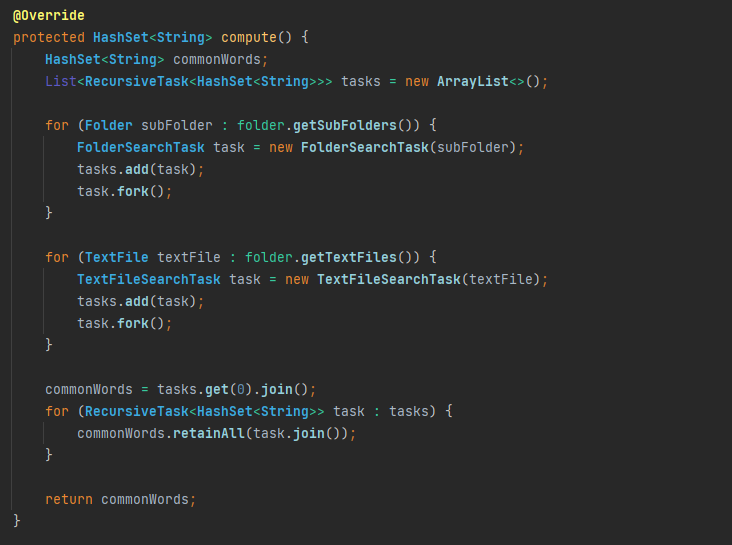 @Override
protected HashSet<String> compute() {
    HashSet<String> commonWords;
    List<RecursiveTask<HashSet<String>>> tasks = new ArrayList<>();
    for (Folder subFolder : folder.getSubFolders()) {
        FolderSearchTask task = new FolderSearchTask(subFolder);
        tasks.add(task);
        task.fork();
    }
    for (TextFile textFile : folder.getTextFiles()) {
        TextFileSearchTask task = new TextFileSearchTask(textFile);
        tasks.add(task);
        task.fork();
    }
    commonWords = tasks.get(0).join();
    for (RecursiveTask<HashSet<String>> task : tasks) {
        commonWords.retainAll(task.join());
    }
    return commonWords;
}